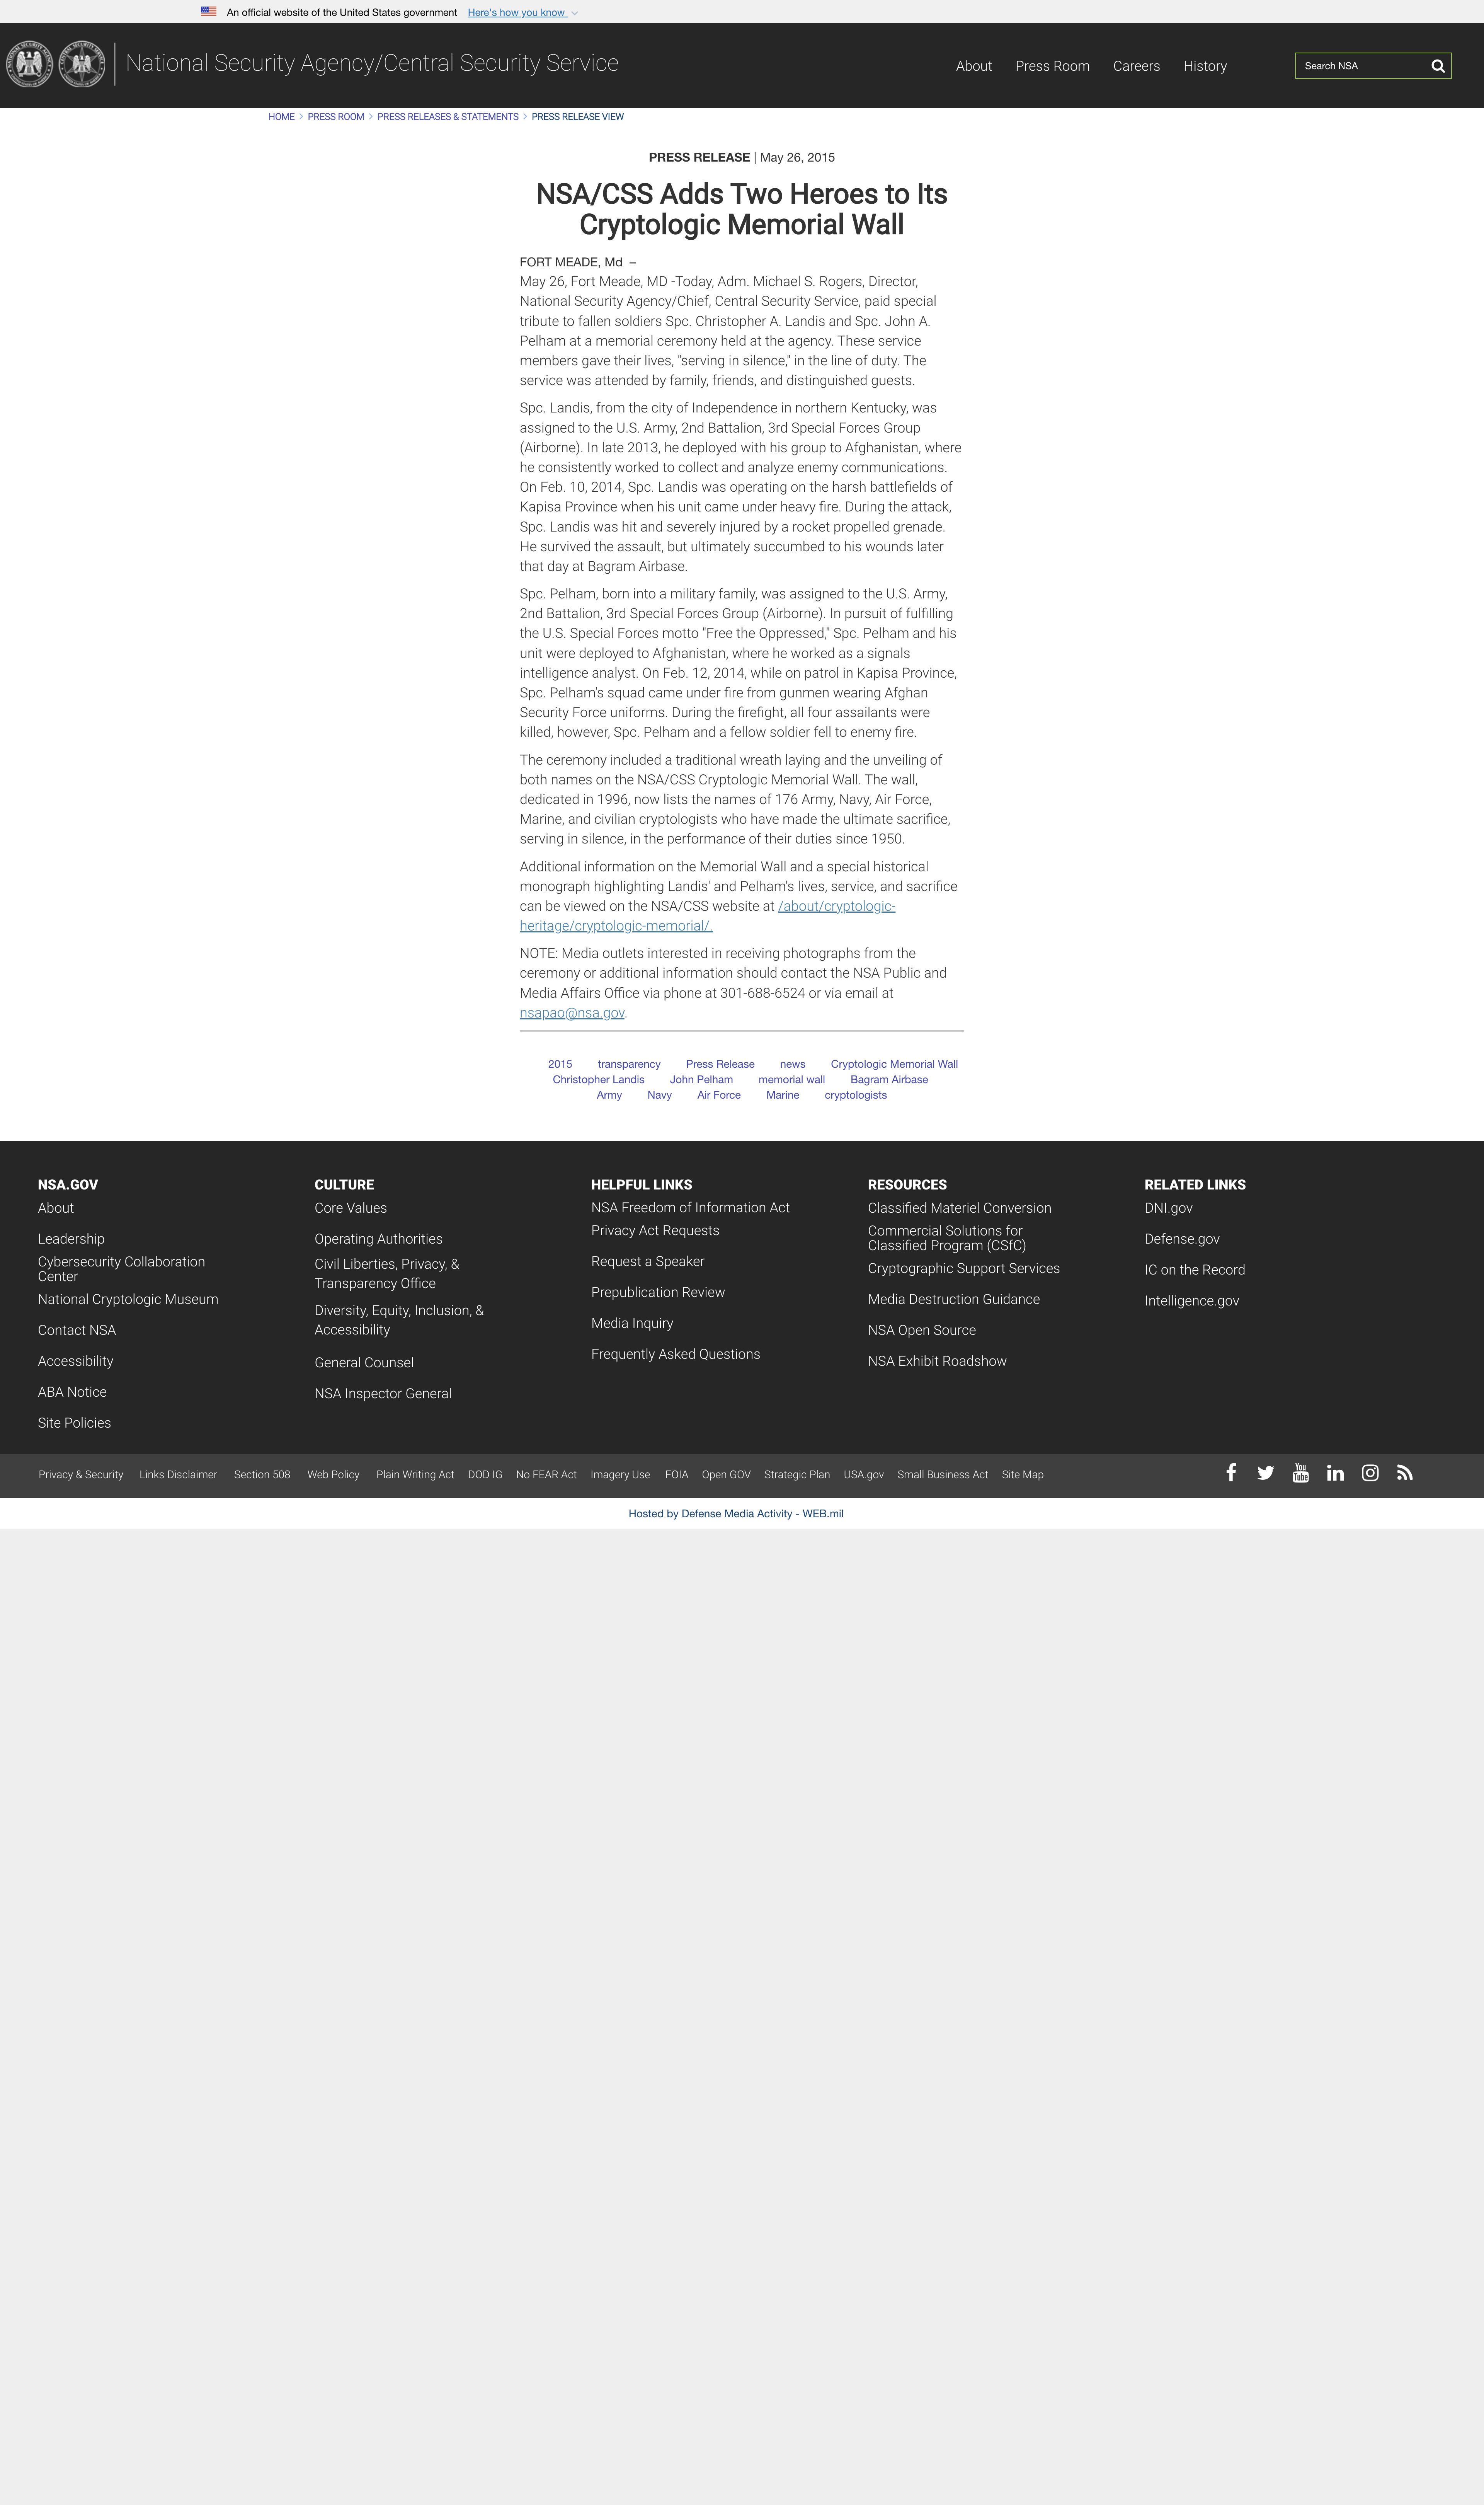 An official website of the United States government Here's how you know
National Security Agency/Central Security Service
About Press Room Careers History
Search NSA
HOME PRESS ROOM PRESS RELEASES & STATEMENTS PRESS RELEASE VIEW
PRESS RELEASE | May 26, 2015
NSA/CSS Adds Two Heroes to Its
Cryptologic Memorial Wall
FORT MEADE, Md –
May 26, Fort Meade, MD -Today, Adm. Michael S. Rogers, Director,
National Security Agency/Chief, Central Security Service, paid special
tribute to fallen soldiers Spc. Christopher A. Landis and Spc. John A.
Pelham at a memorial ceremony held at the agency. These service
members gave their lives, "serving in silence," in the line of duty. The
service was attended by family, friends, and distinguished guests.
Spc. Landis, from the city of Independence in northern Kentucky, was
assigned to the U.S. Army, 2nd Battalion, 3rd Special Forces Group
(Airborne). In late 2013, he deployed with his group to Afghanistan, where
he consistently worked to collect and analyze enemy communications.
On Feb. 10, 2014, Spc. Landis was operating on the harsh battlefields of
Kapisa Province when his unit came under heavy fire. During the attack,
Spc. Landis was hit and severely injured by a rocket propelled grenade.
He survived the assault, but ultimately succumbed to his wounds later
that day at Bagram Airbase.
Spc. Pelham, born into a military family, was assigned to the U.S. Army,
2nd Battalion, 3rd Special Forces Group (Airborne). In pursuit of fulfilling
the U.S. Special Forces motto "Free the Oppressed," Spc. Pelham and his
unit were deployed to Afghanistan, where he worked as a signals
intelligence analyst. On Feb. 12, 2014, while on patrol in Kapisa Province,
Spc. Pelham's squad came under fire from gunmen wearing Afghan
Security Force uniforms. During the firefight, all four assailants were
killed, however, Spc. Pelham and a fellow soldier fell to enemy fire.
The ceremony included a traditional wreath laying and the unveiling of
both names on the NSA/CSS Cryptologic Memorial Wall. The wall,
dedicated in 1996, now lists the names of 176 Army, Navy, Air Force,
Marine, and civilian cryptologists who have made the ultimate sacrifice,
serving in silence, in the performance of their duties since 1950.
Additional information on the Memorial Wall and a special historical
monograph highlighting Landis' and Pelham's lives, service, and sacrifice
can be viewed on the NSA/CSS website at /about/cryptologic-
heritage/cryptologic-memorial/.
NOTE: Media outlets interested in receiving photographs from the
ceremony or additional information should contact the NSA Public and
Media Affairs Office via phone at 301-688-6524 or via email at
nsapao@nsa.gov.
2015 transparency Press Release news Cryptologic Memorial Wall
Christopher Landis John Pelham memorial wall Bagram Airbase
Army Navy Air Force Marine cryptologists
NSA.GOV
About
Leadership
Cybersecurity Collaboration
Center
National Cryptologic Museum
Contact NSA
Accessibility
ABA Notice
Site Policies
CULTURE
Core Values
Operating Authorities
Civil Liberties, Privacy, &
Transparency Office
Diversity, Equity, Inclusion, &
Accessibility
General Counsel
NSA Inspector General
HELPFUL LINKS
NSA Freedom of Information Act
Privacy Act Requests
Request a Speaker
Prepublication Review
Media Inquiry
Frequently Asked Questions
RESOURCES
Classified Materiel Conversion
Commercial Solutions for
Classified Program (CSfC)
Cryptographic Support Services
Media Destruction Guidance
NSA Open Source
NSA Exhibit Roadshow
RELATED LINKS
DNI.gov
Defense.gov
IC on the Record
Intelligence.gov
Privacy & Security Links Disclaimer Section 508 Web Policy Plain Writing Act DOD IG No FEAR Act Imagery Use FOIA Open GOV Strategic Plan USA.gov Small Business Act Site Map
Hosted by Defense Media Activity - WEB.mil